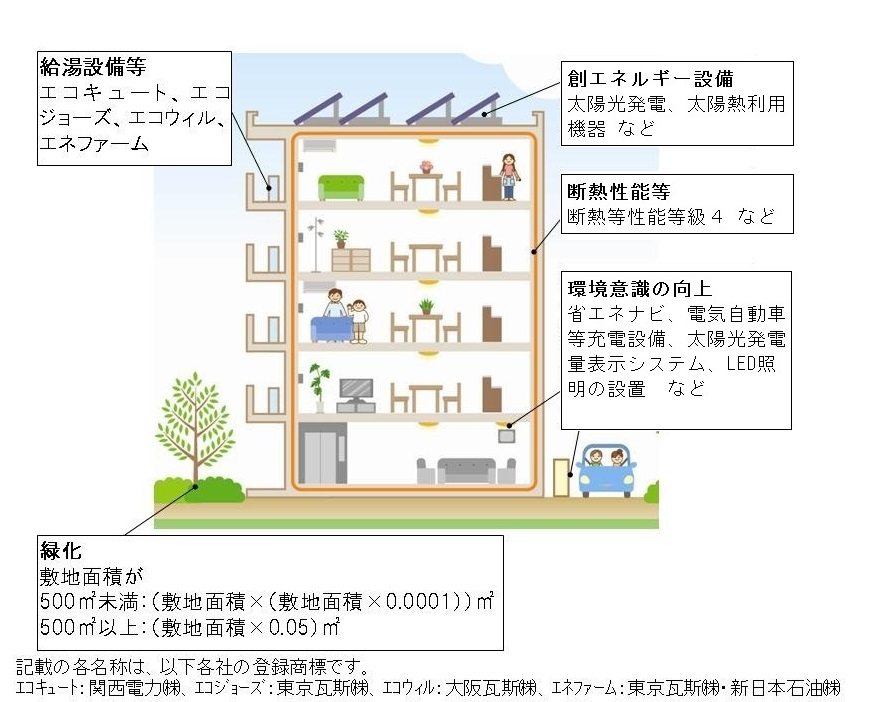 給湯設備等
エコキュート、エコ
ジョーズ、エコウィル、
エネファーム
創エネルギー設備
太陽光発電、太陽熱利用
機器 など
断熱性能等
断熱等性能等級４ など
環境意識の向上
省エネナビ、電気自動車
等充電設備、太陽光発電
量表示システム、LED照
明の設置　など
緑化
敷地面積が
500㎡未満：（敷地面積×（敷地面積×0.0001））㎡
500㎡以上：（敷地面積×0.05）㎡
記載の各名称は、以下各社の登録商標です。
ｴｺｷｭｰﾄ：関西電力㈱、ｴｺｼﾞｮｰｽﾞ：東京瓦斯㈱、ｴｺｳｨﾙ：大阪瓦斯㈱、ｴﾈﾌｧｰﾑ：東京瓦斯㈱・新日本石油㈱